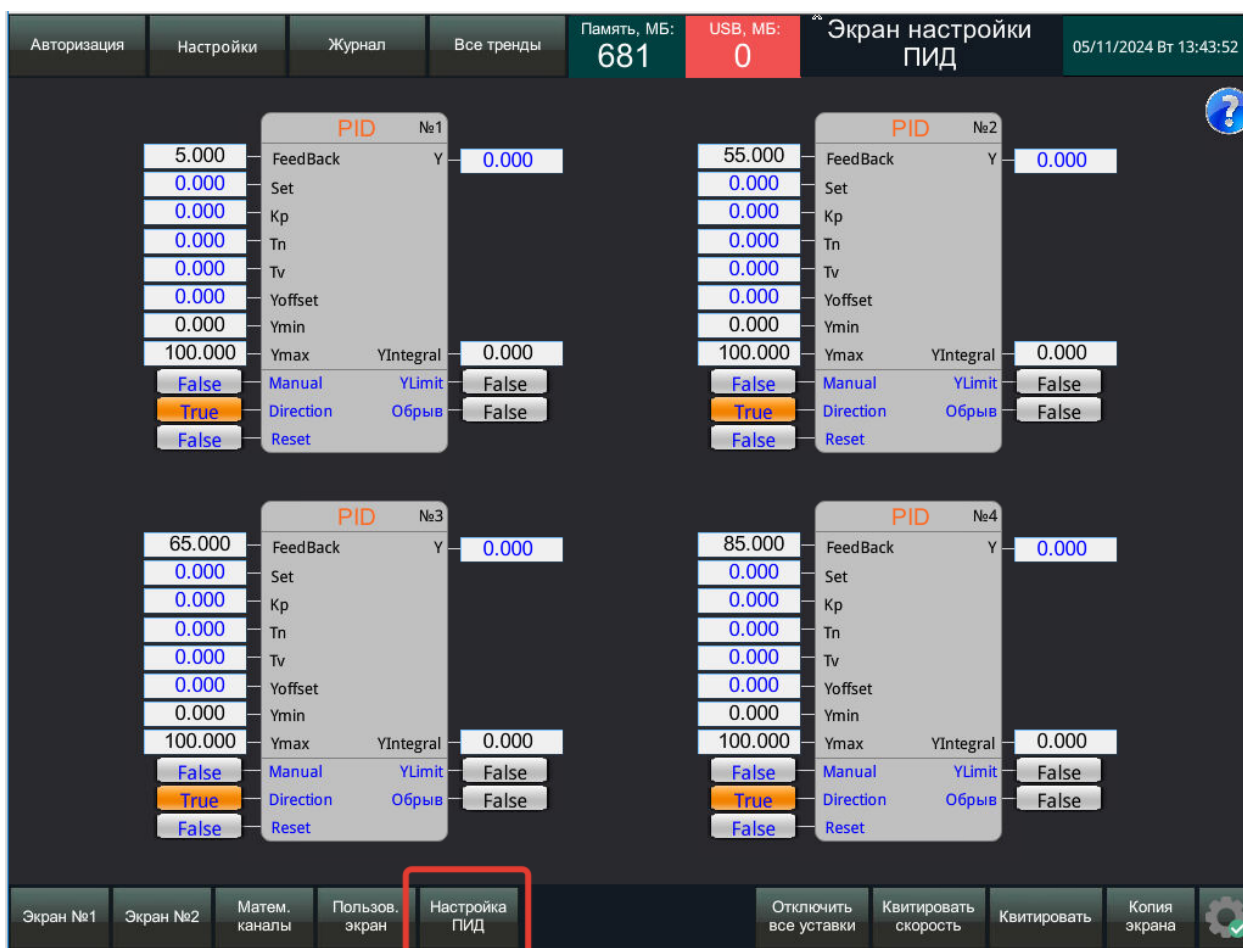 Авторизация
Настройки
Журнал
Все тренды
Память, МБ:
681
USB, МБ:
0
Экран настройки
ПИД
05/11/2024 Вт 13:43:52
?
PID №1
5.000 FeedBack Y 0.000
0.000 Set
0.000 Kp
0.000 Tn
0.000 Tv
0.000 Yoffset
0.000 Ymin
100.000 Ymax YIntegral 0.000
False Manual YLimit False
True Direction Обрыв False
False Reset
PID №2
55.000 FeedBack Y 0.000
0.000 Set
0.000 Kp
0.000 Tn
0.000 Tv
0.000 Yoffset
0.000 Ymin
100.000 Ymax YIntegral 0.000
False Manual YLimit False
True Direction Обрыв False
False Reset
PID №3
65.000 FeedBack Y 0.000
0.000 Set
0.000 Kp
0.000 Tn
0.000 Tv
0.000 Yoffset
0.000 Ymin
100.000 Ymax YIntegral 0.000
False Manual YLimit False
True Direction Обрыв False
False Reset
PID №4
85.000 FeedBack Y 0.000
0.000 Set
0.000 Kp
0.000 Tn
0.000 Tv
0.000 Yoffset
0.000 Ymin
100.000 Ymax YIntegral 0.000
False Manual YLimit False
True Direction Обрыв False
False Reset
Экран №1
Экран №2
Матем.
каналы
Пользов.
экран
Настройка
ПИД
Отключить
все уставки
Квитировать
скорость
Квитировать
Копия
экрана